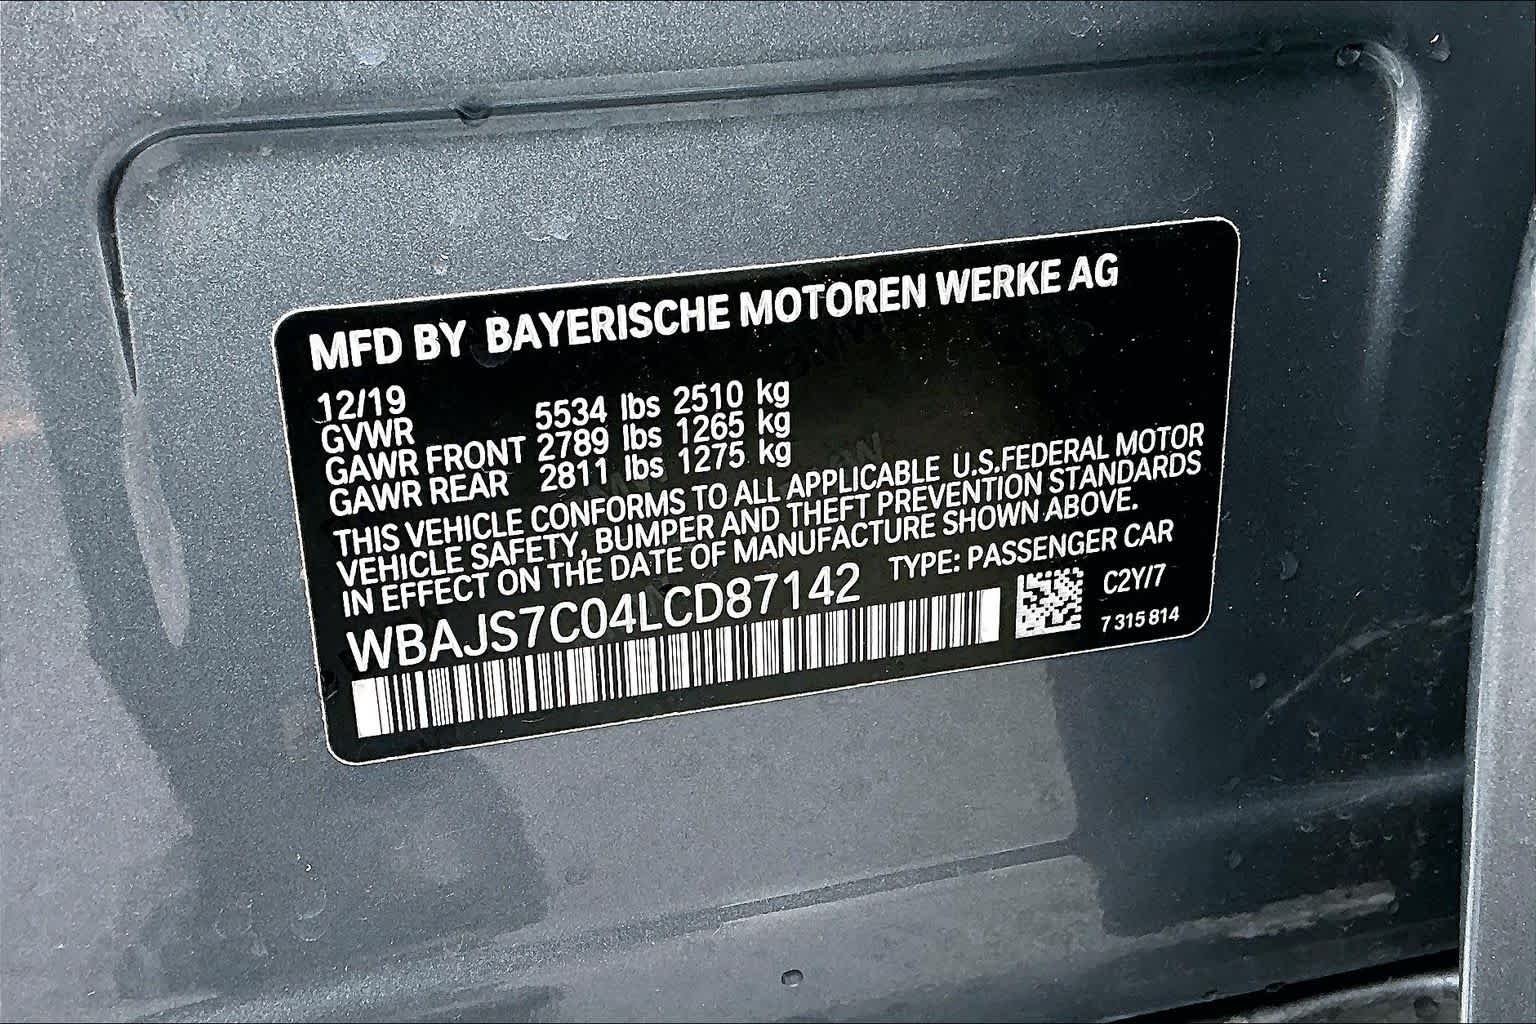 MFD BY BAYERISCHE MOTOREN WERKE AG
12/19
GVWR 5534 lbs 2510 kg
GAWR FRONT 2789 lbs 1265 kg
GAWR REAR 2811 lbs 1275 kg
THIS VEHICLE CONFORMS TO ALL APPLICABLE U.S.FEDERAL MOTOR
VEHICLE SAFETY, BUMPER AND THEFT PREVENTION STANDARDS
IN EFFECT ON THE DATE OF MANUFACTURE SHOWN ABOVE.
WBAJS7C04LCD87142 TYPE: PASSENGER CAR
C2Y/7
7 315 814